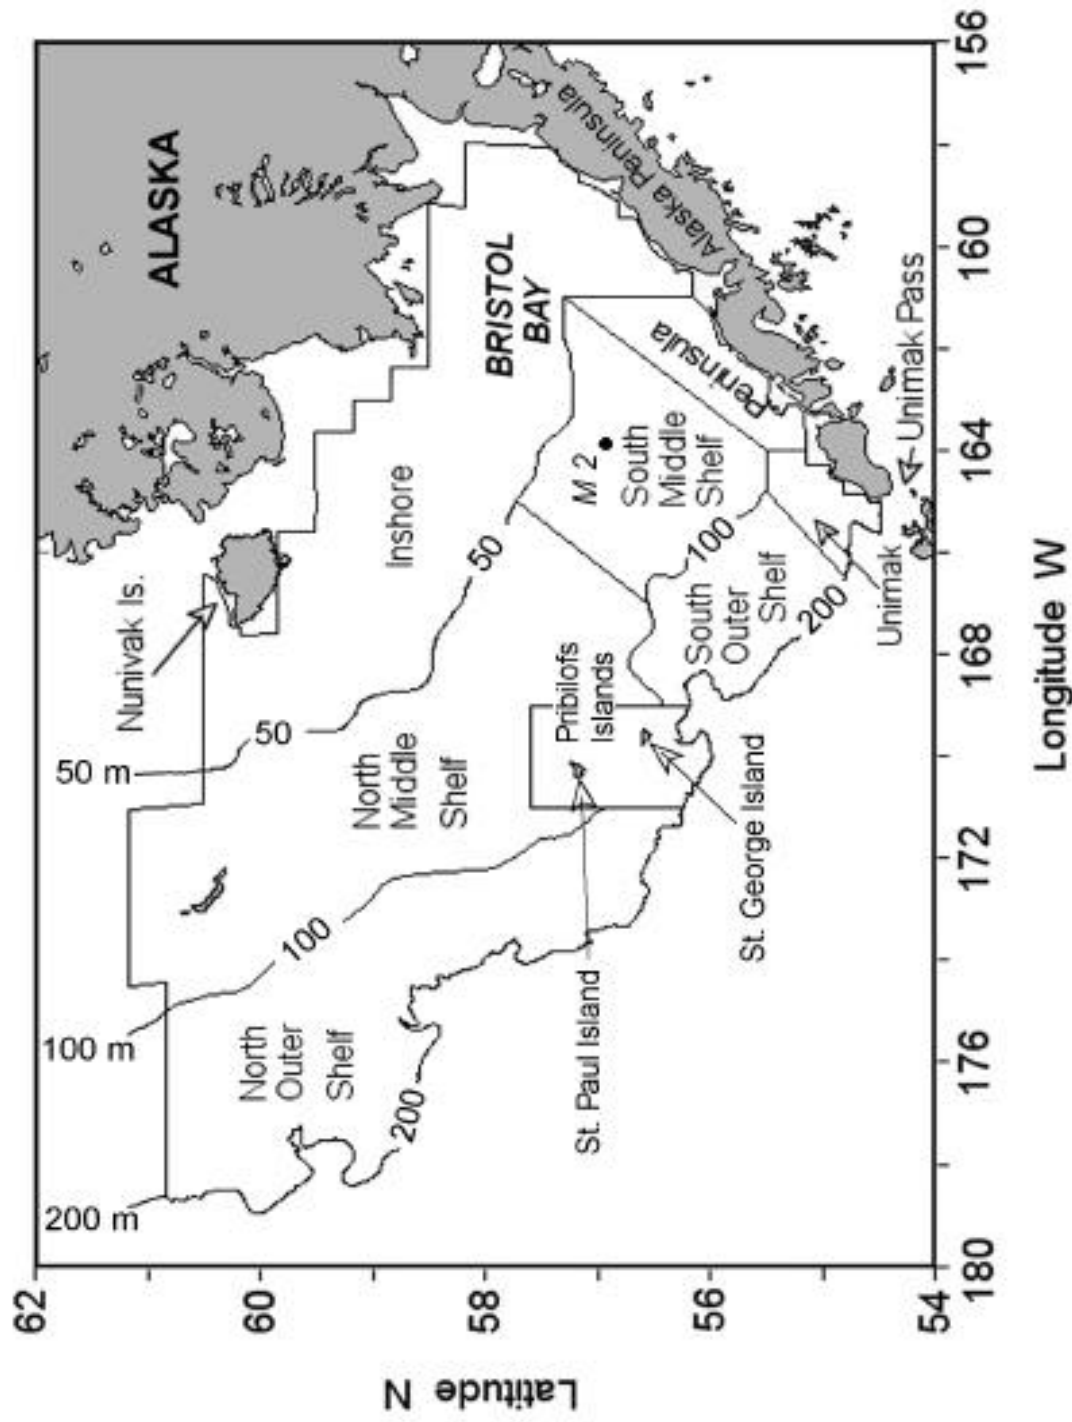 ALASKA
Alaska Peninsula
Nunivak Is.
BRISTOL
BAY
Inshore
50 m
50
50
Peninsula
M 2
South
Middle
Shelf
North
Middle
Shelf
Pribilofs
Islands
100
100
100 m
South
Outer
Shelf
200
Unimak
Unimak Pass
North
Outer
Shelf
200
200 m
St. Paul Island
St. George Island
62
60
58
56
54
Latitude N
180
176
172
168
164
160
156
Longitude W